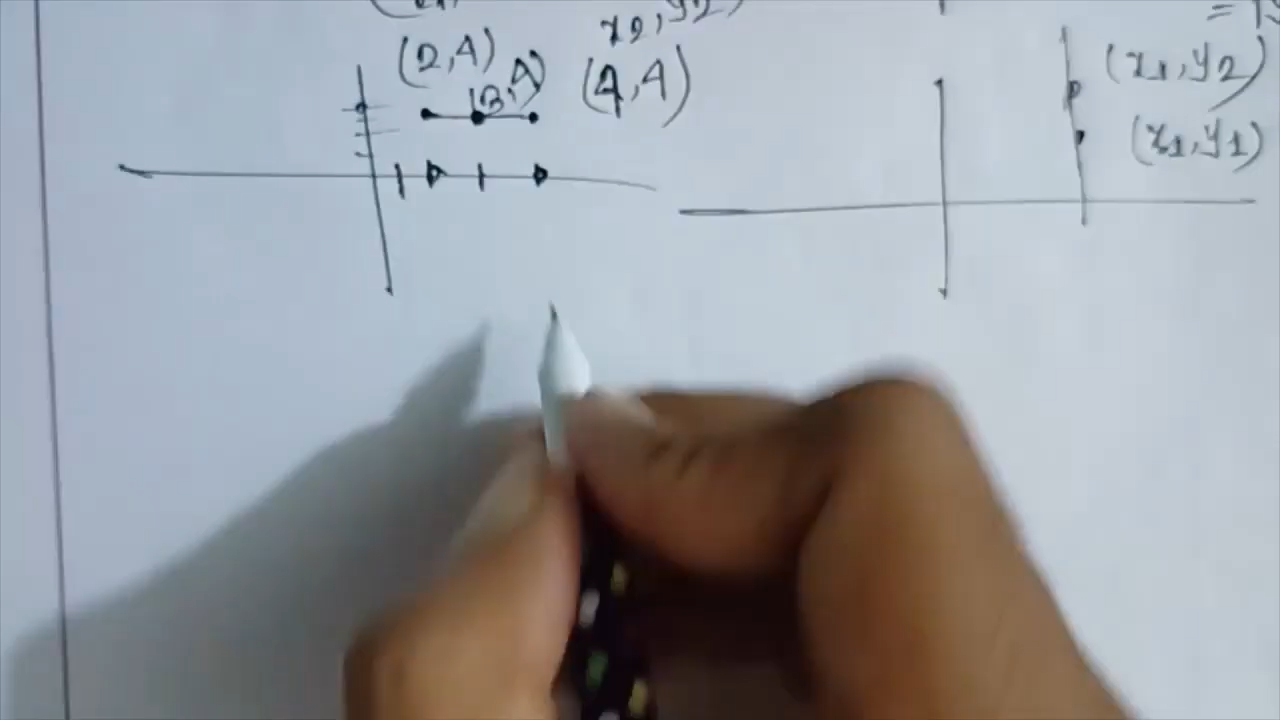 x2, y2)
(2,4) (3,4) (4,4)
(x1, y2)
(x1, y1)